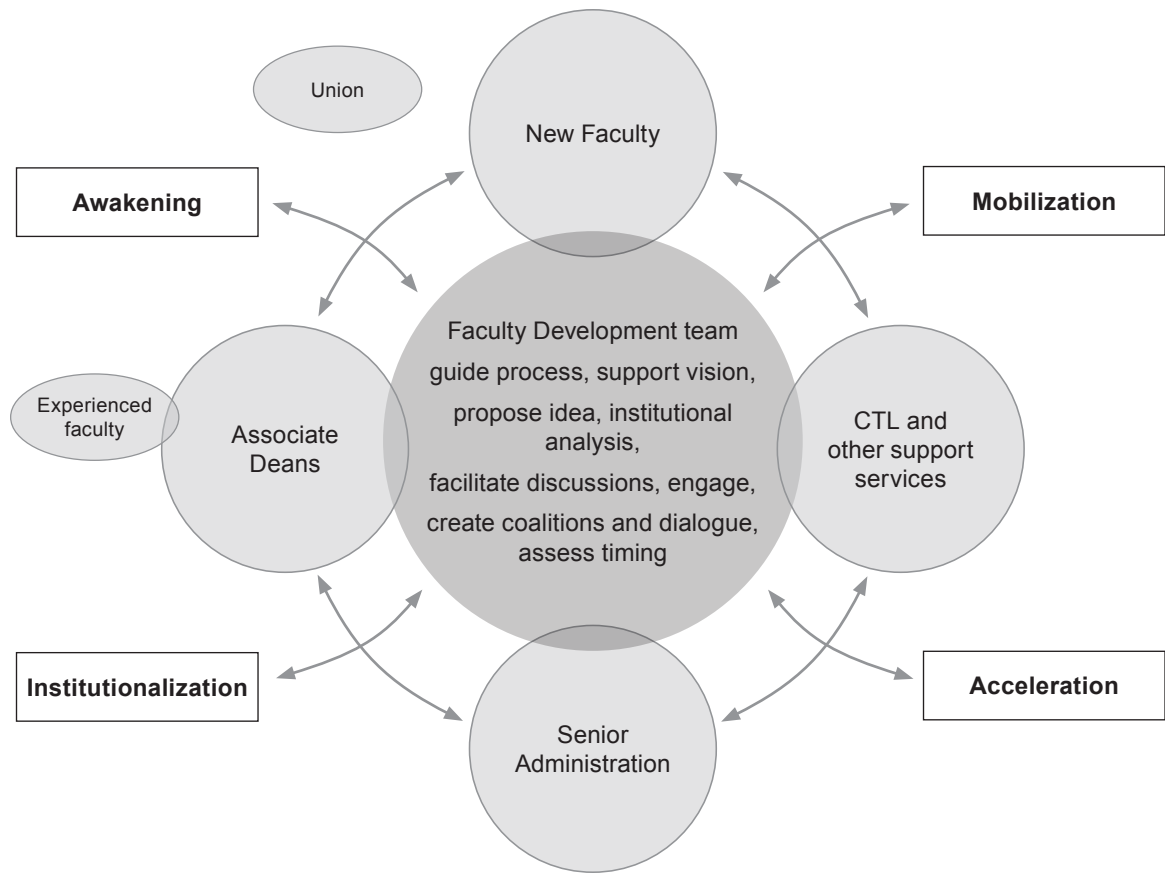 Union
New Faculty
Awakening
Mobilization
Faculty Development team
guide process, support vision,
propose idea, institutional
analysis,
facilitate discussions, engage,
create coalitions and dialogue,
assess timing
Experienced
faculty
Associate
Deans
CTL and
other support
services
Institutionalization
Acceleration
Senior
Administration